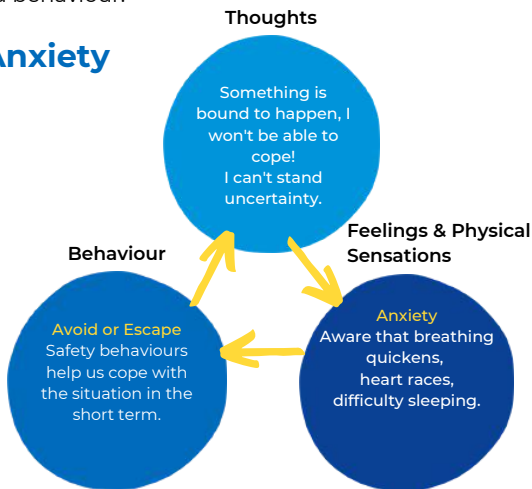 behaviour.
Thoughts
Anxiety
Something is
bound to happen, I
won't be able to
cope!
I can't stand
uncertainty.
Feelings & Physical
Sensations
Behaviour
Anxiety
Aware that breathing
quickens,
heart races,
difficulty sleeping.
Avoid or Escape
Safety behaviours
help us cope with
the situation in the
short term.